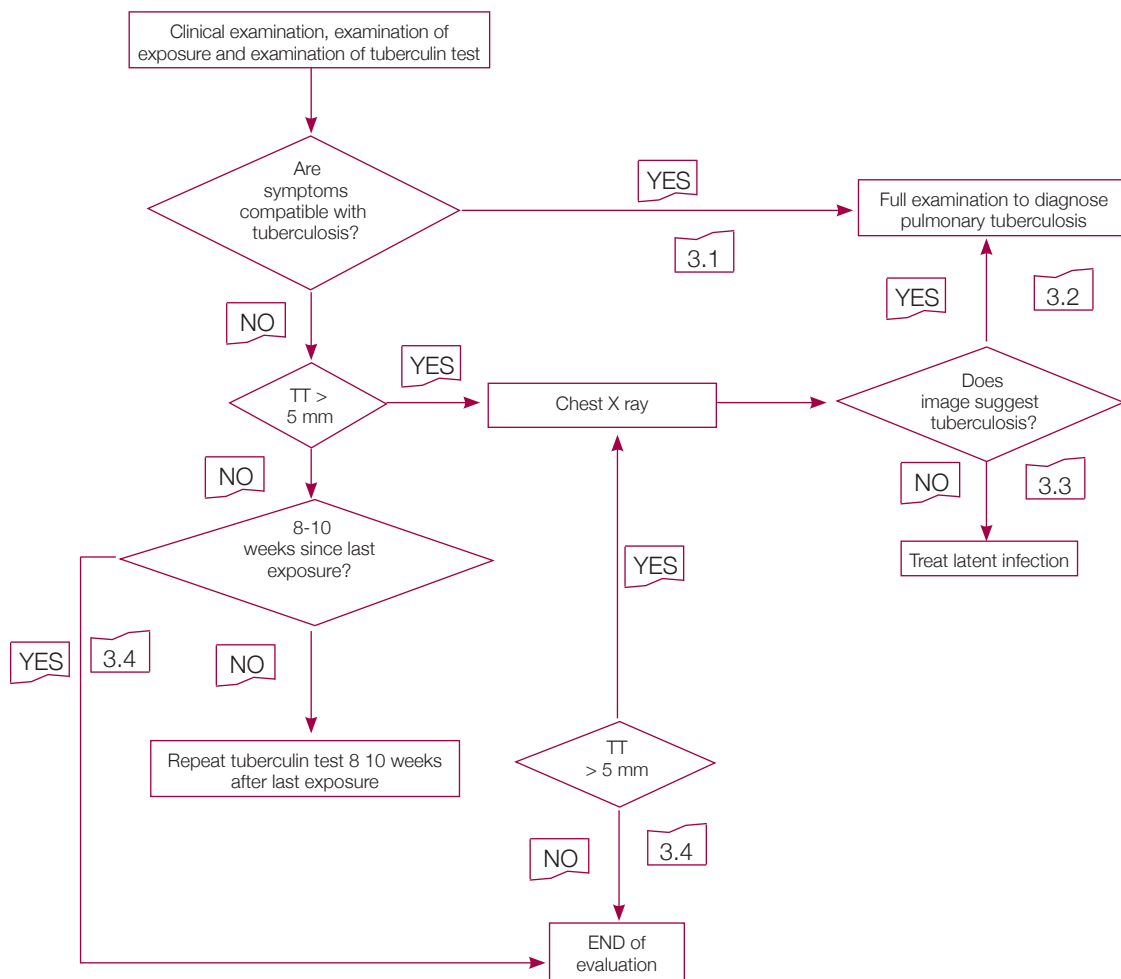 Clinical examination, examination of
exposure and examination of tuberculin test
Are
symptoms
compatible with
tuberculosis?
YES
3.1
Full examination to diagnose
pulmonary tuberculosis
NO
YES
3.2
TT >
5 mm
YES
Chest X ray
Does
image suggest
tuberculosis?
NO
NO
3.3
8-10
weeks since last
exposure?
YES
Treat latent infection
YES
3.4
NO
Repeat tuberculin test 8 10 weeks
after last exposure
TT
> 5 mm
NO
3.4
END of
evaluation